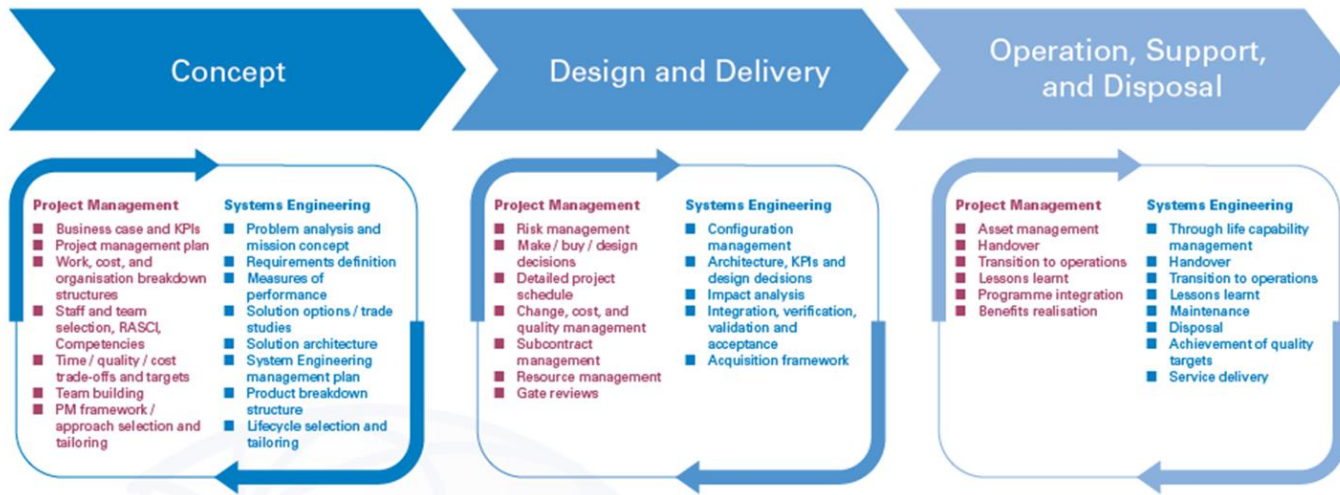 Concept
Project Management
Business case and KPIs
Project management plan
Work, cost, and
organisation breakdown
structures
Staff and team
selection, RASCI,
Competencies
Time / quality / cost
trade-offs and targets
Team building
PM framework /
approach selection and
tailoring
Systems Engineering
Problem analysis and
mission concept
Requirements definition
Measures of
performance
Solution options / trade
studies
Solution architecture
System Engineering
management plan
Product breakdown
structure
Lifecycle selection and
tailoring
Design and Delivery
Project Management
Risk management
Make / buy / design
decisions
Detailed project
schedule
Change, cost, and
quality management
Subcontract
management
Resource management
Gate reviews
Systems Engineering
Configuration
management
Architecture, KPIs and
design decisions
Impact analysis
Integration, verification,
validation and
acceptance
Acquisition framework
Operation, Support,
and Disposal
Project Management
Asset management
Handover
Transition to operations
Lessons learnt
Programme integration
Benefits realisation
Systems Engineering
Through life capability
management
Handover
Transition to operations
Lessons learnt
Maintenance
Disposal
Achievement of quality
targets
Service delivery